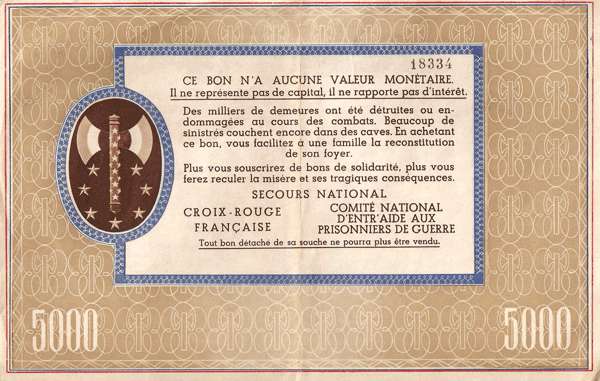 18334
CE BON N'A AUCUNE VALEUR MONÉTAIRE.
Il ne représente pas de capital, il ne rapporte pas d'intérêt.
Des milliers de demeures ont été détruites ou en-
dommagées au cours des combats. Beaucoup de
sinistrés couchent encore dans des caves. En achetant
ce bon, vous facilitez à une famille la reconstitution
de son foyer.
Plus vous souscrirez de bons de solidarité, plus vous
ferez reculer la misère et ses tragiques conséquences.
SECOURS NATIONAL
CROIX-ROUGE
FRANÇAISE
COMITÉ NATIONAL
D'ENTR'AIDE AUX
PRISONNIERS DE GUERRE
Tout bon détaché de sa souche ne pourra plus être vendu.
5000
5000